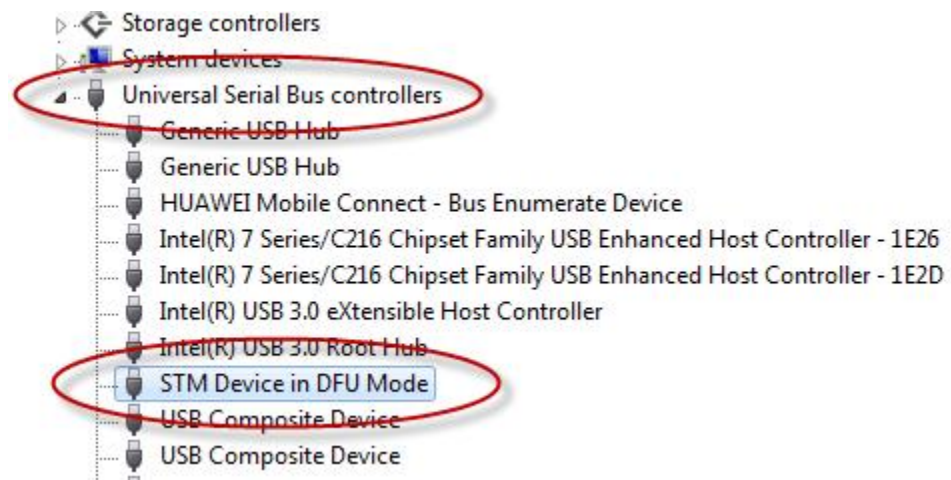 Storage controllers
System devices
Universal Serial Bus controllers
Generic USB Hub
Generic USB Hub
HUAWEI Mobile Connect - Bus Enumerate Device
Intel(R) 7 Series/C216 Chipset Family USB Enhanced Host Controller - 1E26
Intel(R) 7 Series/C216 Chipset Family USB Enhanced Host Controller - 1E2D
Intel(R) USB 3.0 eXtensible Host Controller
Intel(R) USB 3.0 Root Hub
STM Device in DFU Mode
USB Composite Device
USB Composite Device